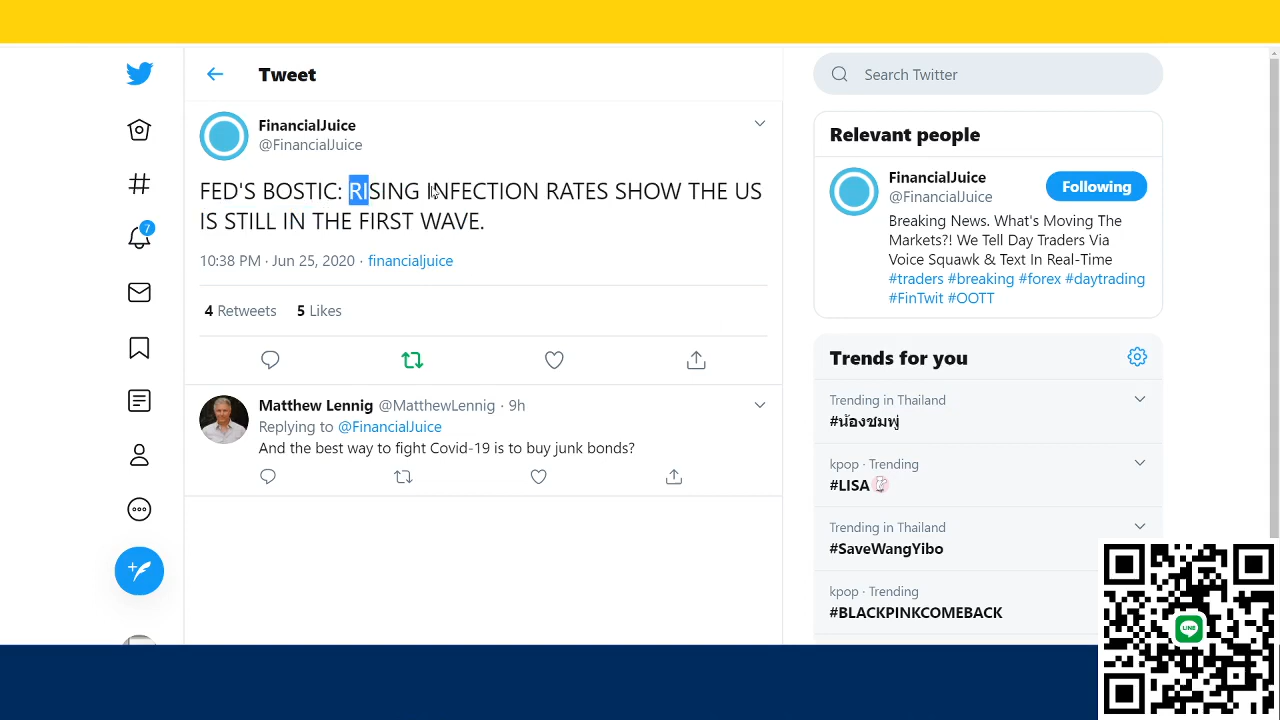 Tweet
Search Twitter
FinancialJuice
@FinancialJuice
FED'S BOSTIC: RISING INFECTION RATES SHOW THE US
IS STILL IN THE FIRST WAVE.
10:38 PM · Jun 25, 2020 · financialjuice
4 Retweets 5 Likes
Matthew Lennig @MatthewLennig · 9h
Replying to @FinancialJuice
And the best way to fight Covid-19 is to buy junk bonds?
7
Relevant people
FinancialJuice
@FinancialJuice
Following
Breaking News. What's Moving The
Markets?! We Tell Day Traders Via
Voice Squawk & Text In Real-Time
#traders #breaking #forex #daytrading
#FinTwit #OOTT
Trends for you
Trending in Thailand
#น้องชมพู่
kpop · Trending
#LISA
Trending in Thailand
#SaveWangYibo
kpop · Trending
#BLACKPINKCOMEBACK
LINE